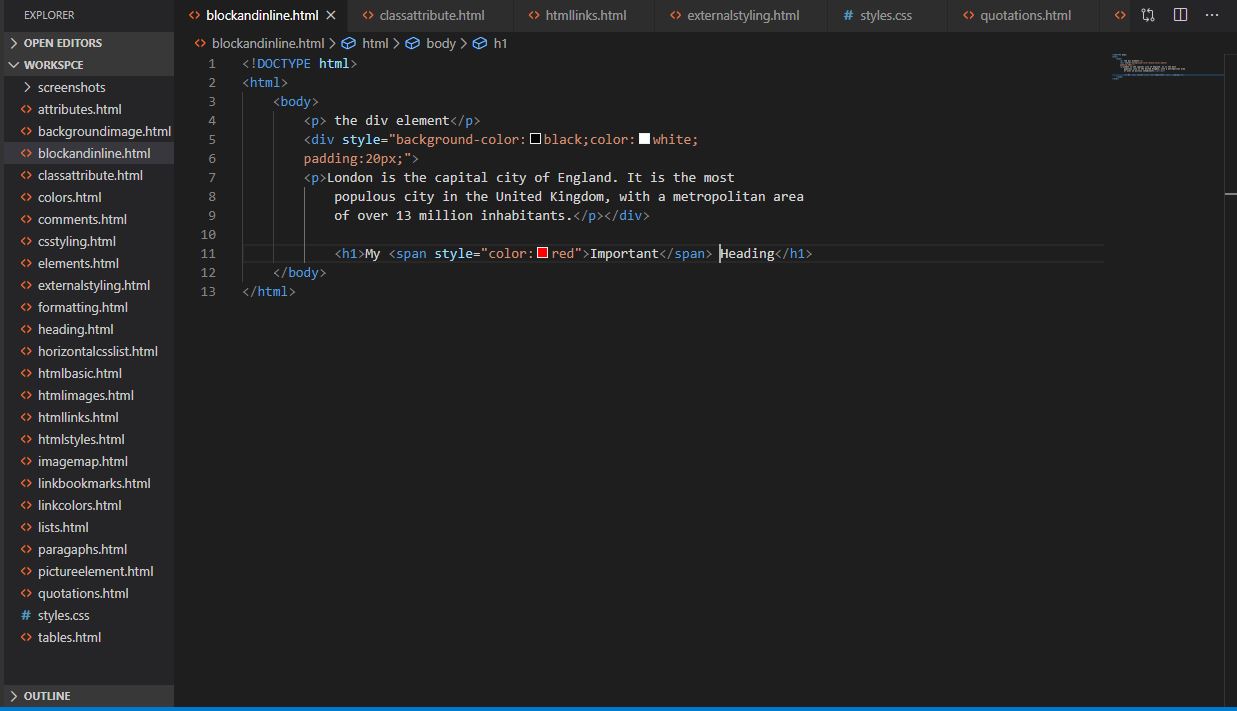 EXPLORER
OPEN EDITORS
WORKSPCE
screenshots
attributes.html
backgroundimage.html
blockandinline.html
classattribute.html
colors.html
comments.html
csstyling.html
elements.html
externalstyling.html
formatting.html
heading.html
horizontalcsslist.html
htmlbasic.html
htmlimages.html
htmllinks.html
htmlstyles.html
imagemap.html
linkbookmarks.html
linkcolors.html
lists.html
paragaphs.html
pictureelement.html
quotations.html
# styles.css
tables.html
OUTLINE
blockandinline.html classattribute.html htmllinks.html externalstyling.html # styles.css quotations.html
blockandinline.html > html > body > h1
1 <!DOCTYPE html>
2 <html>
3 <body>
4 <p> the div element</p>
5 <div style="background-color:black;color:white;
6 padding:20px;">
7 <p>London is the capital city of England. It is the most
8 populous city in the United Kingdom, with a metropolitan area
9 of over 13 million inhabitants.</p></div>
10
11 <h1>My <span style="color:red">Important</span> Heading</h1>
12 </body>
13 </html>